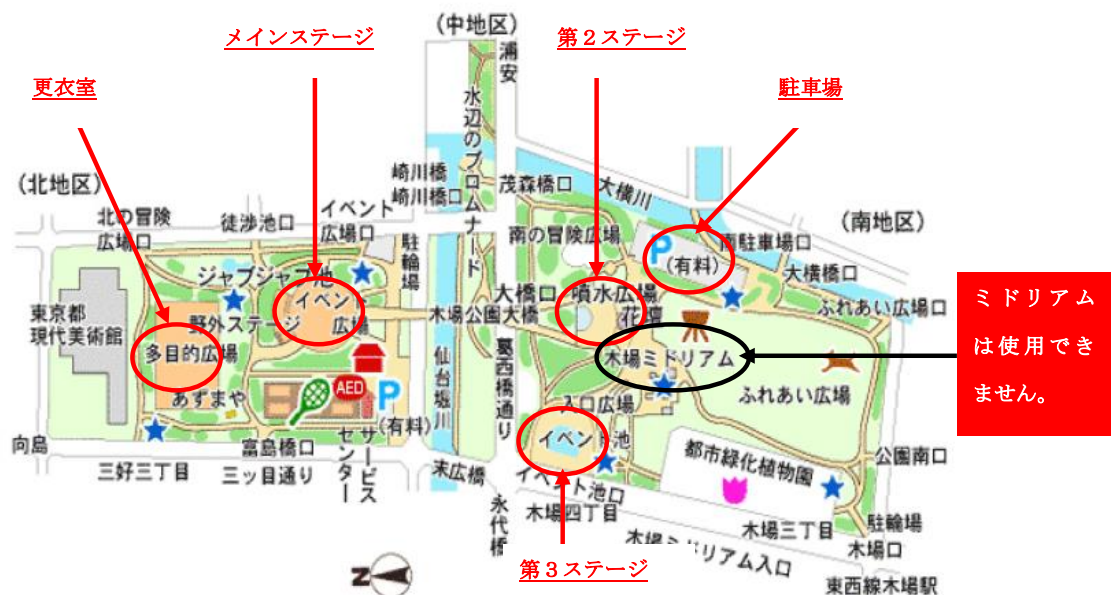 (中地区)
メインステージ
第２ステージ
更衣室
駐車場
浦安
水辺のプロムナード
崎川橋
崎川橋口
茂森橋口
大横川
(北地区)
(南地区)
北の冒険
広場口
徒渉池口
イベント
広場口
駐輪場
南の冒険広場
P
(有料)
南駐車場口
大横橋口
ふれあい広場口
ジャブジャブ池
イベント
広場
野外ステージ
東京都
現代美術館
多目的広場
あずまや
木場公園大橋
大橋口
噴水広場
花壇
木場ミドリアム
ミドリアム
は使用でき
ません。
ふれあい広場
仙台堀川
葛西橋通り
入口広場
AED
P
(有料)
サービス
センター
イベント池
イベント池口
都市緑化植物園
公園南口
向島
三好三丁目
富島橋口
三ッ目通り
末広橋
永代橋
木場四丁目
木場三丁目
駐輪場
木場口
木場ミドリアム入口
東西線木場駅
第３ステージ
Z